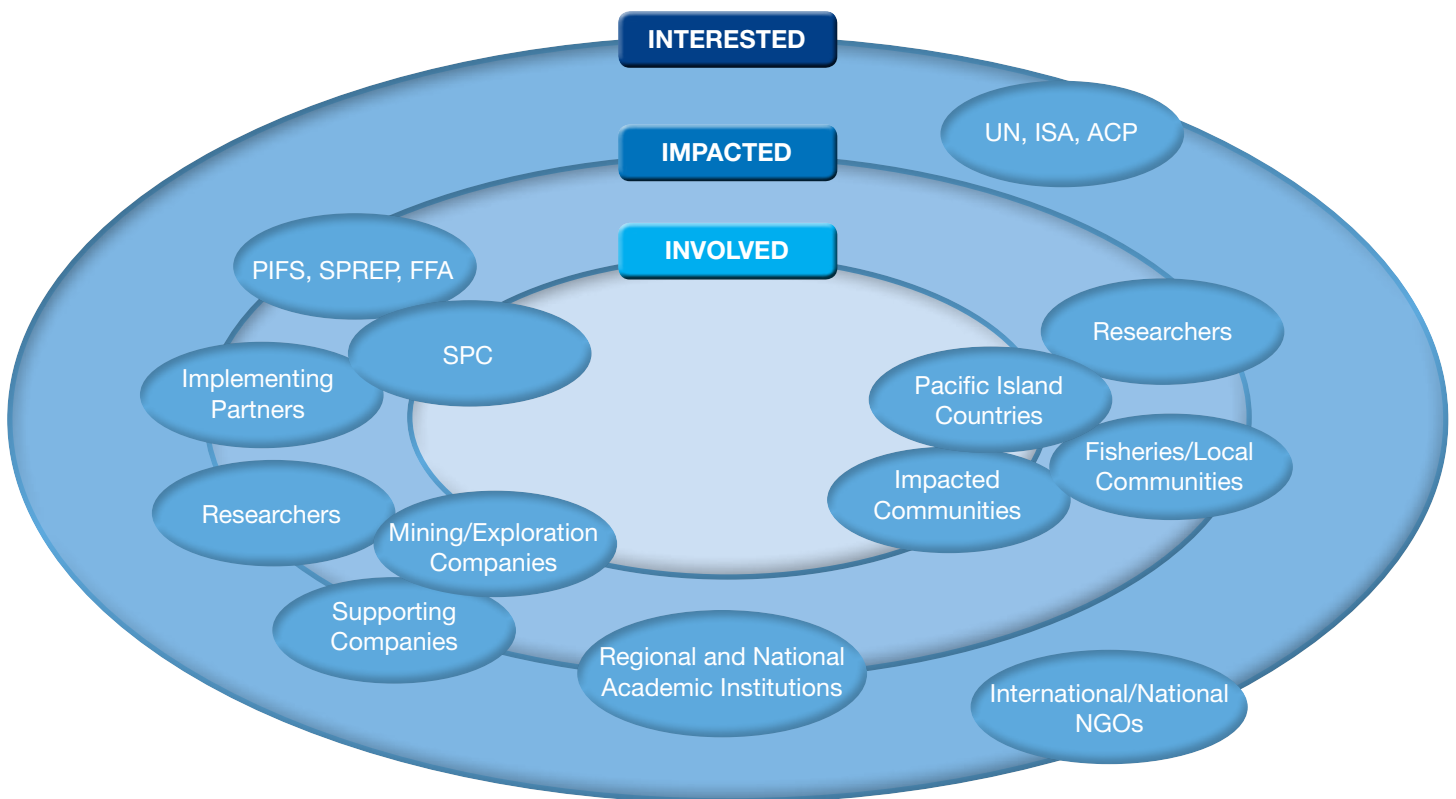 INTERESTED
UN, ISA, ACP
IMPACTED
INVOLVED
PIFS, SPREP, FFA
SPC
Researchers
Implementing
Partners
Pacific Island
Countries
Fisheries/Local
Communities
Impacted
Communities
Researchers
Mining/Exploration
Companies
Supporting
Companies
Regional and National
Academic Institutions
International/National
NGOs